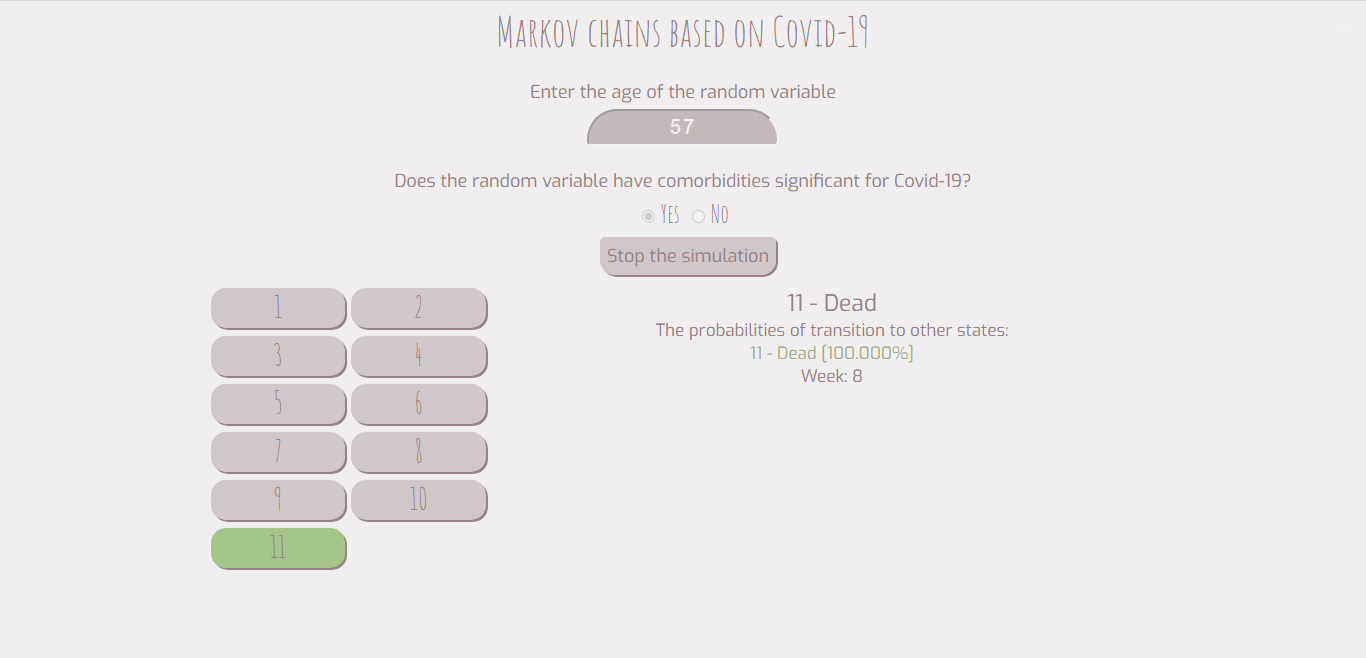 Markov chains based on Covid-19
Enter the age of the random variable
57
Does the random variable have comorbidities significant for Covid-19?
Yes No
Stop the simulation
1 2
3 4
5 6
7 8
9 10
11
11 - Dead
The probabilities of transition to other states:
11 - Dead [100.000%]
Week: 8